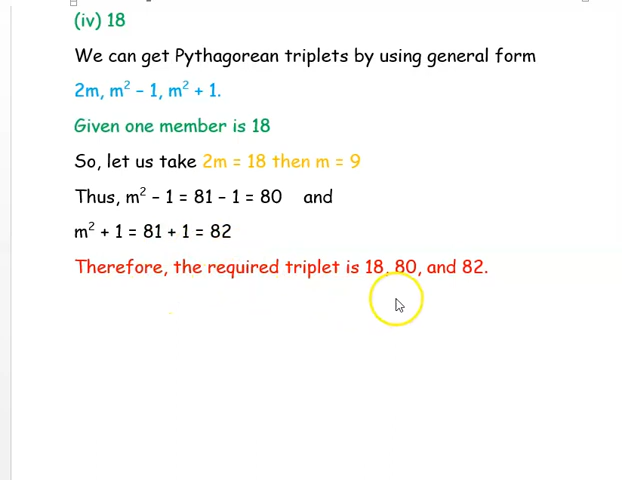 (iv) 18
We can get Pythagorean triplets by using general form
2m, m² – 1, m² + 1.
Given one member is 18
So, let us take 2m = 18 then m = 9
Thus, m² – 1 = 81 – 1 = 80 and
m² + 1 = 81 + 1 = 82
Therefore, the required triplet is 18, 80, and 82.